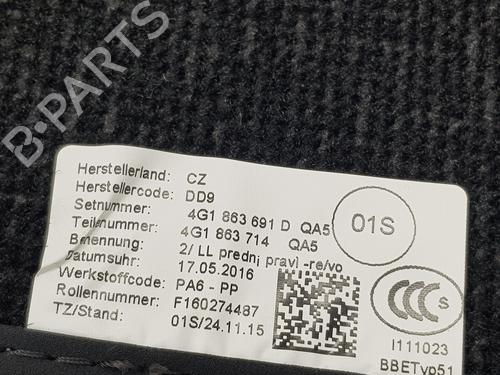 B-PARTS
Herstellerland: CZ
Herstellercode: DD9
Setnummer: 4G1 863 691 D QA5
Teilnummer: 4G1 863 714 QA5
Benennung: 2/ LL predni pravi -re/vo
Datumsuhr: 17.05.2016
Werkstoffcode: PA6 - PP
Rollennummer: F160274487
TZ/Stand: 01S/24.11.15
01S
CCC S
I111023
BBETyp51